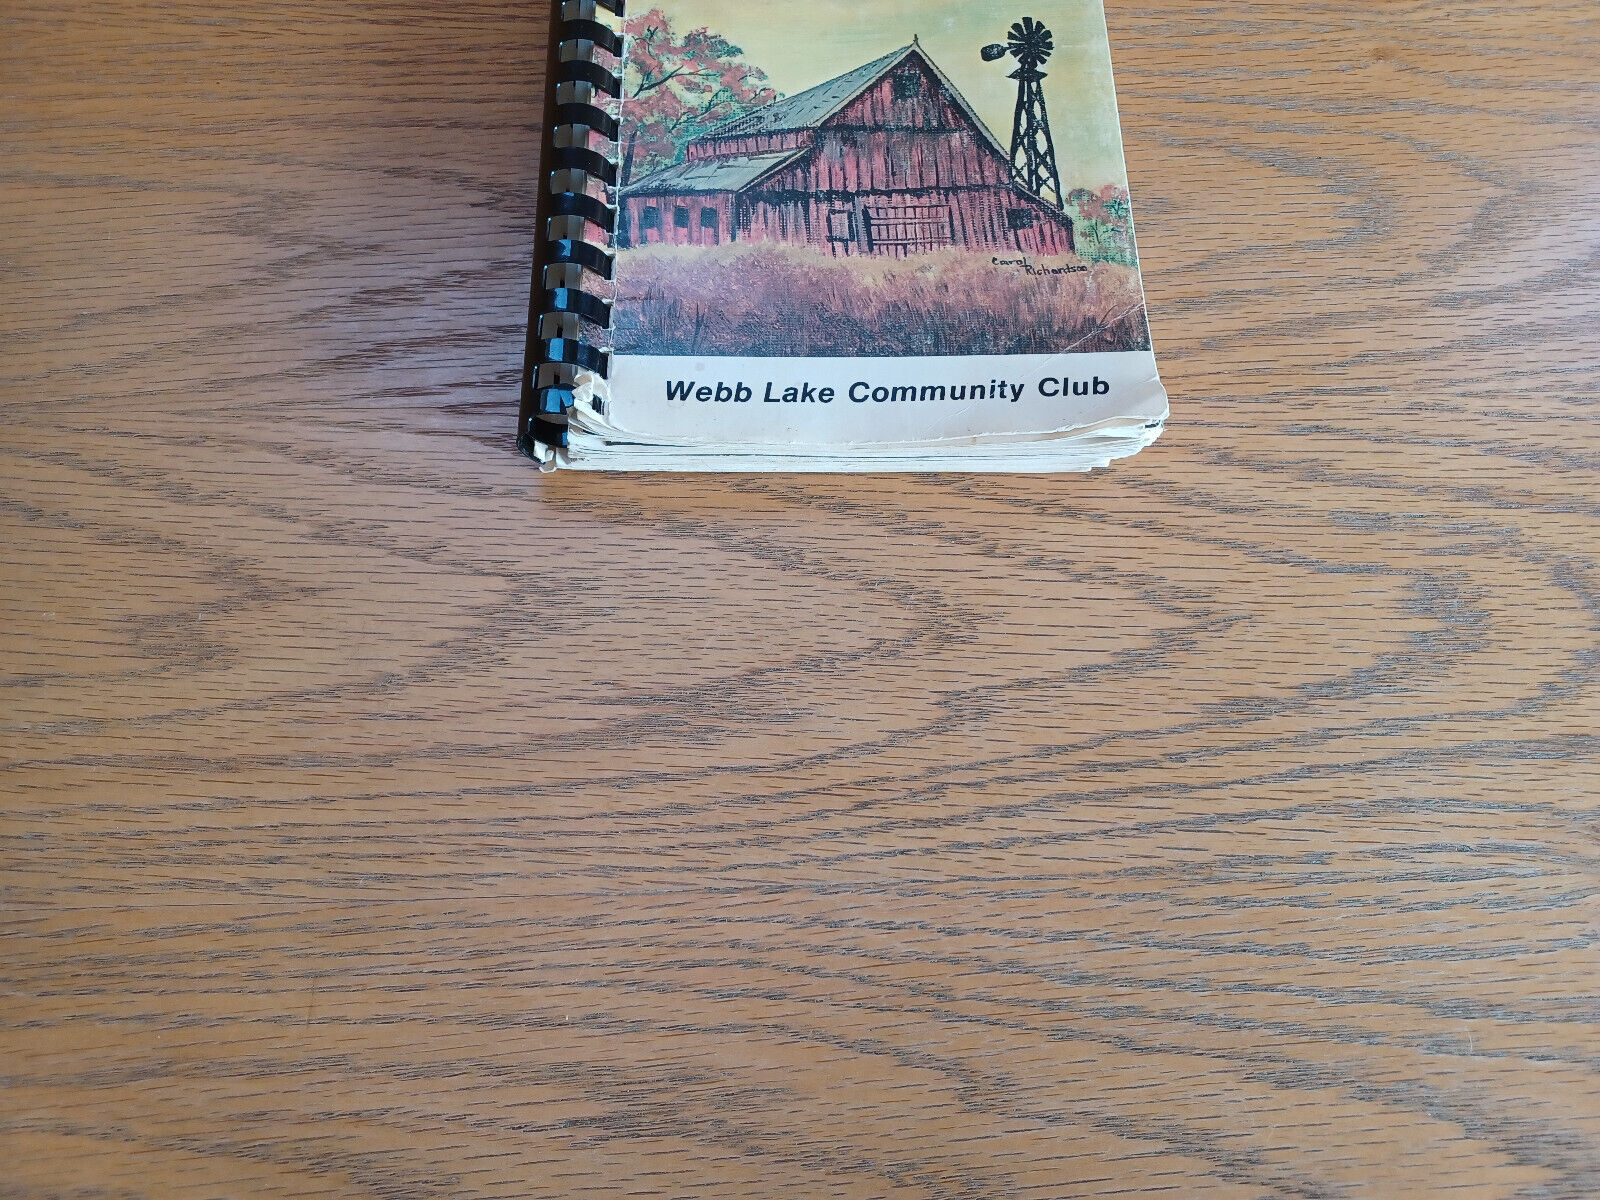 Carol
Richardson
Webb Lake Community Club